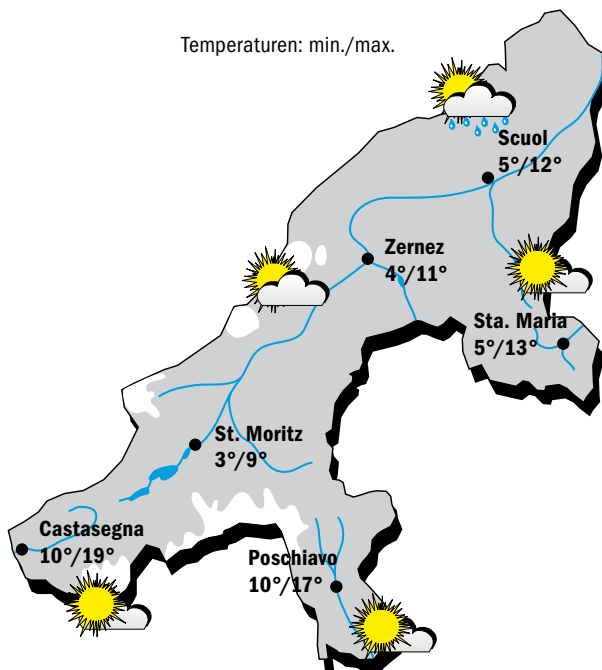 Temperaturen: min./max.
Scuol
5°/12°
Zernez
4°/11°
Sta. Maria
5°/13°
St. Moritz
3°/9°
Castasegna
10°/19°
Poschiavo
10°/17°